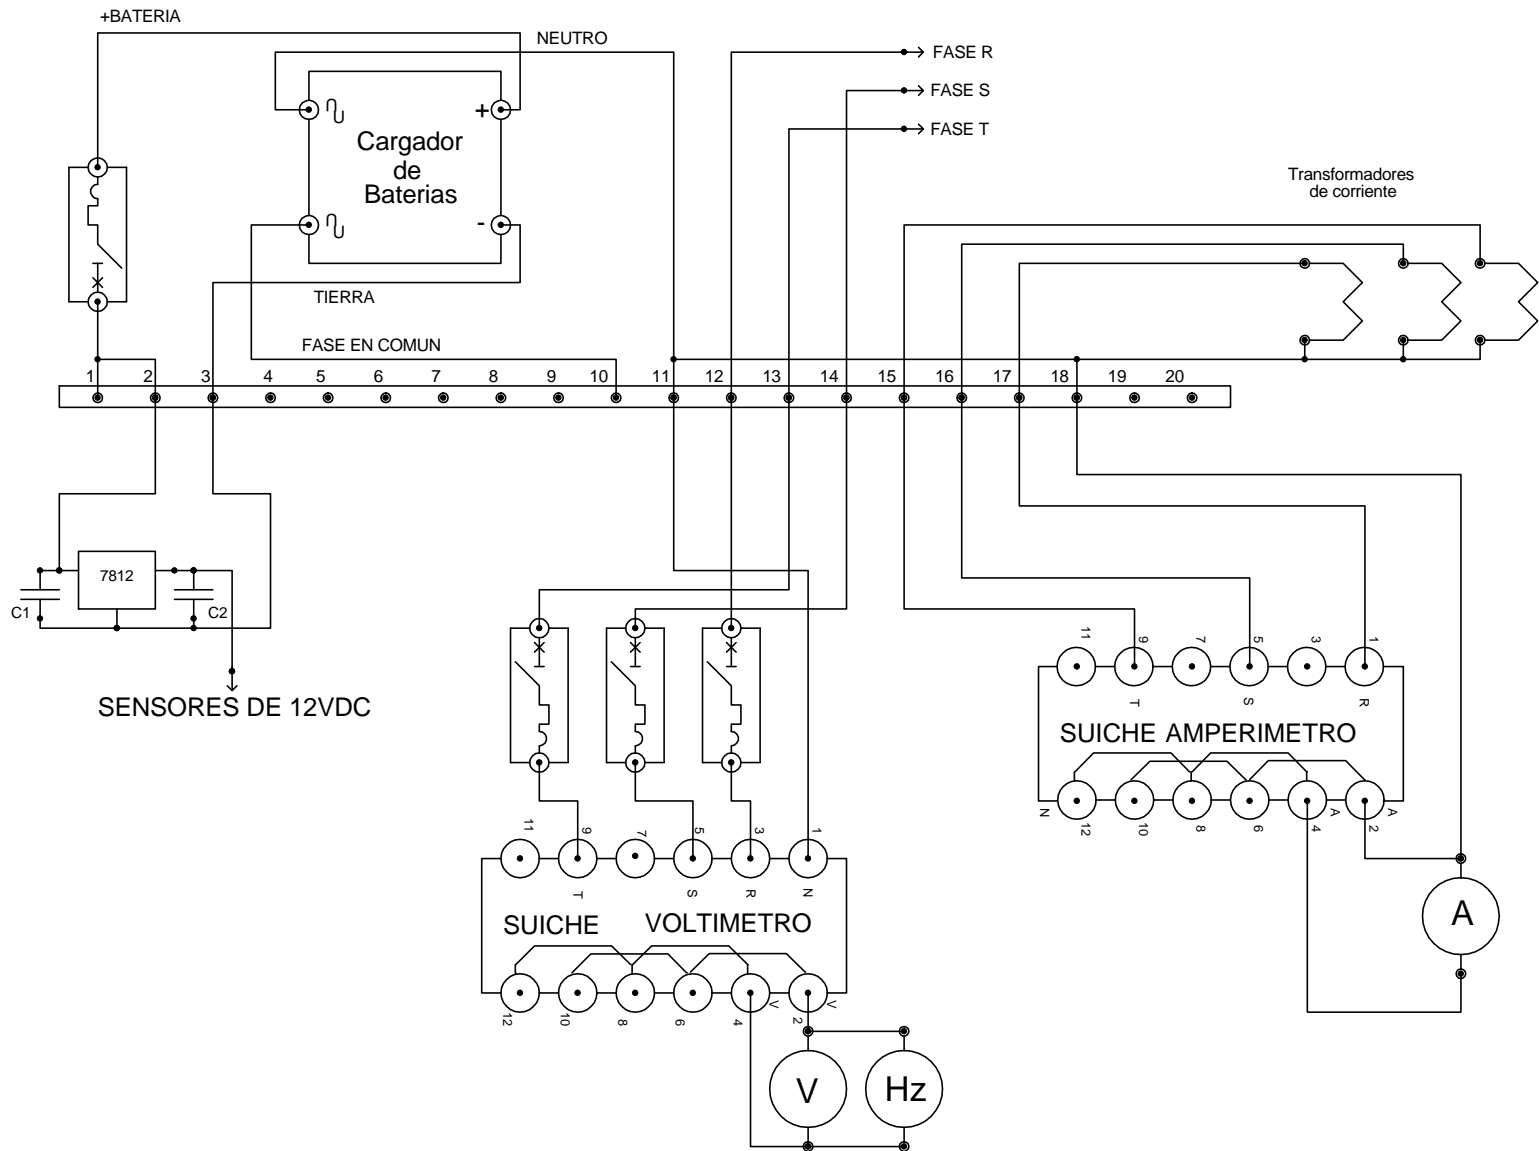 +BATERIA
NEUTRO
FASE R
FASE S
FASE T
+
Cargador
de
Baterias
-
Transformadores
de corriente
TIERRA
FASE EN COMUN
1 2 3 4 5 6 7 8 9 10 11 12 13 14 15 16 17 18 19 20
7812
C1
C2
SENSORES DE 12VDC
11 9 7 5 3 1
T S R
SUICHE AMPERIMETRO
N A A
12 10 8 6 4 2
A
11 9 7 5 3 1
T S R N
SUICHE VOLTIMETRO
V V
12 10 8 6 4 2
V
Hz